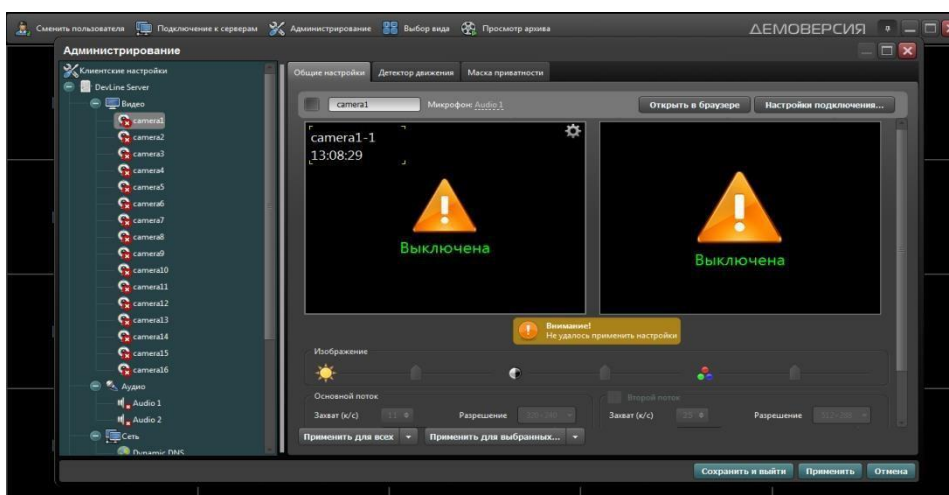 Сменить пользователя Подключение к серверам Администрирование Выбор вида Просмотр архива ДЕМОВЕРСИЯ
Администрирование
Клиентские настройки
DevLine Server
Видео
camera1
camera2
camera3
camera4
camera5
camera6
camera7
camera8
camera9
camera10
camera11
camera12
camera13
camera14
camera15
camera16
Аудио
Audio 1
Audio 2
Сеть
Dynamic DNS
Общие настройки Детектор движения Маска приватности
camera1 Микрофон: Audio 1 Открыть в браузере Настройки подключения...
camera1-1
13:08:29
Выключена
Выключена
Внимание!
Не удалось применить настройки
Изображение
Основной поток Второй поток
Захват (к/с) Разрешение Захват (к/с) 25 Разрешение
Применить для всех Применить для выбранных...
Сохранить и выйти Применить Отмена